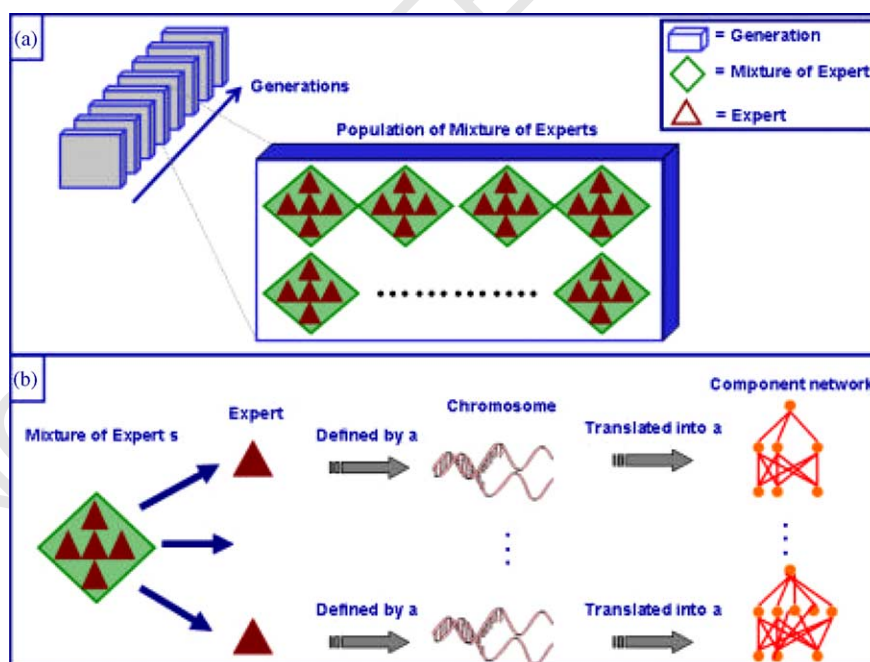 (a)
= Generation
= Mixture of Expert
= Expert
Generations
Population of Mixture of Experts
(b)
Mixture of Expert s
Expert
Defined by a
Chromosome
Translated into a
Component network
Defined by a
Translated into a